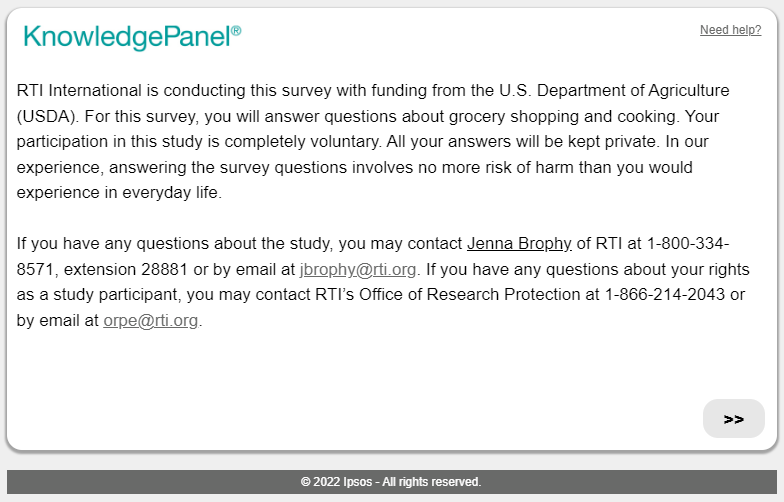 KnowledgePanel®
Need help?
RTI International is conducting this survey with funding from the U.S. Department of Agriculture
(USDA). For this survey, you will answer questions about grocery shopping and cooking. Your
participation in this study is completely voluntary. All your answers will be kept private. In our
experience, answering the survey questions involves no more risk of harm than you would
experience in everyday life.
If you have any questions about the study, you may contact Jenna Brophy of RTI at 1-800-334-
8571, extension 28881 or by email at jbrophy@rti.org. If you have any questions about your rights
as a study participant, you may contact RTI’s Office of Research Protection at 1-866-214-2043 or
by email at orpe@rti.org.
>>
© 2022 Ipsos - All rights reserved.